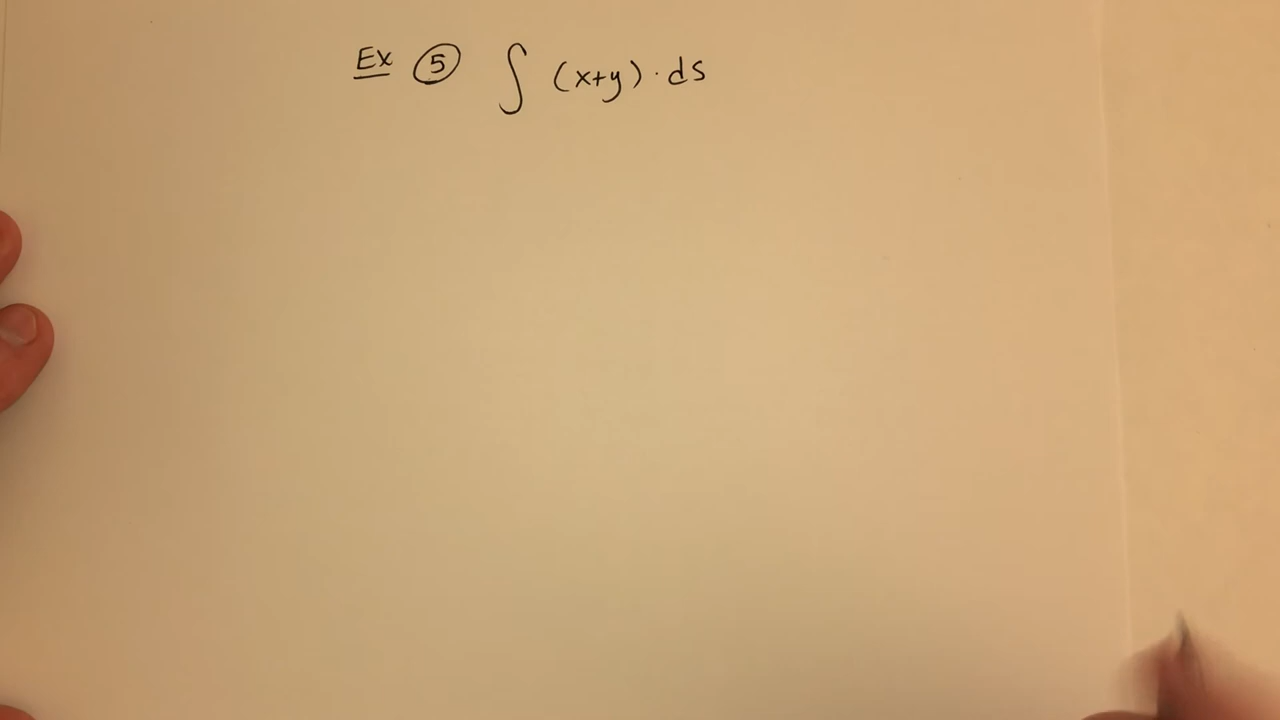 Ex ⑤ ∫ (x+y)·ds